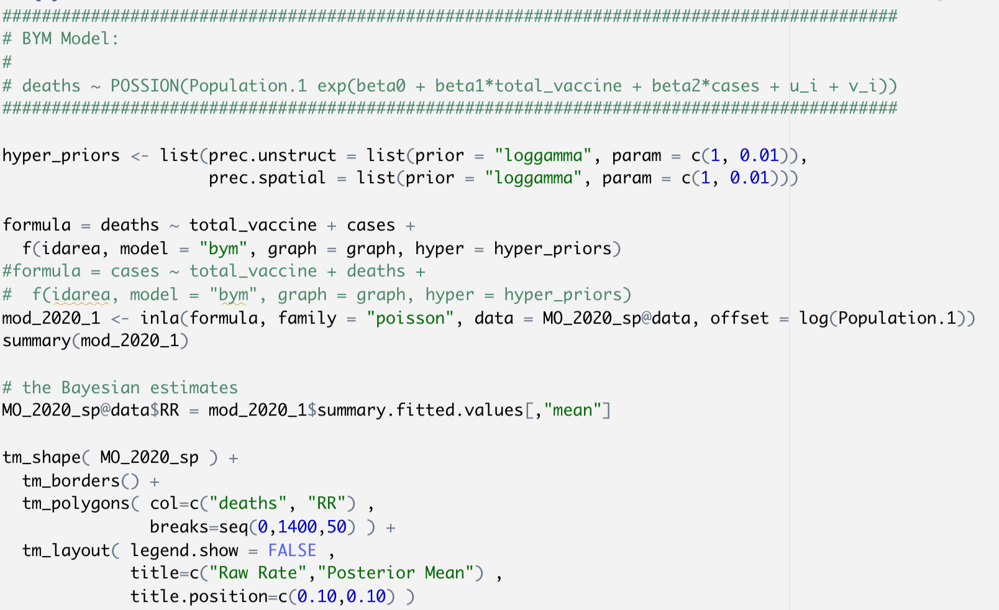 ###########################################################################################
# BYM Model:
#
# deaths ~ POSSION(Population.1 exp(beta0 + beta1*total_vaccine + beta2*cases + u_i + v_i))
###########################################################################################

hyper_priors <- list(prec.unstruct = list(prior = "loggamma", param = c(1, 0.01)),
                     prec.spatial = list(prior = "loggamma", param = c(1, 0.01)))

formula = deaths ~ total_vaccine + cases +
  f(idarea, model = "bym", graph = graph, hyper = hyper_priors)
#formula = cases ~ total_vaccine + deaths +
#  f(idarea, model = "bym", graph = graph, hyper = hyper_priors)
mod_2020_1 <- inla(formula, family = "poisson", data = MO_2020_sp@data, offset = log(Population.1))
summary(mod_2020_1)

# the Bayesian estimates
MO_2020_sp@data$RR = mod_2020_1$summary.fitted.values[,"mean"]

tm_shape( MO_2020_sp ) +
  tm_borders() +
  tm_polygons( col=c("deaths", "RR") ,
               breaks=seq(0,1400,50) ) +
  tm_layout( legend.show = FALSE ,
             title=c("Raw Rate","Posterior Mean") ,
             title.position=c(0.10,0.10) )